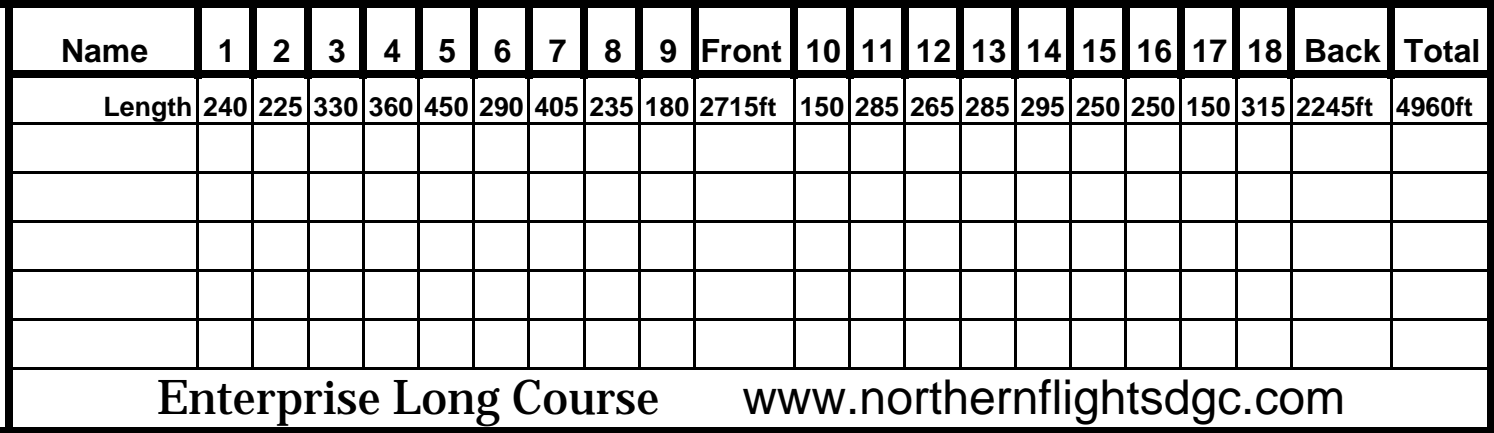 Name 1 2 3 4 5 6 7 8 9 Front 10 11 12 13 14 15 16 17 18 Back Total
Length 240 225 330 360 450 290 405 235 180 2715ft 150 285 265 285 295 250 250 150 315 2245ft 4960ft
Enterprise Long Course www.northernflightsdgc.com